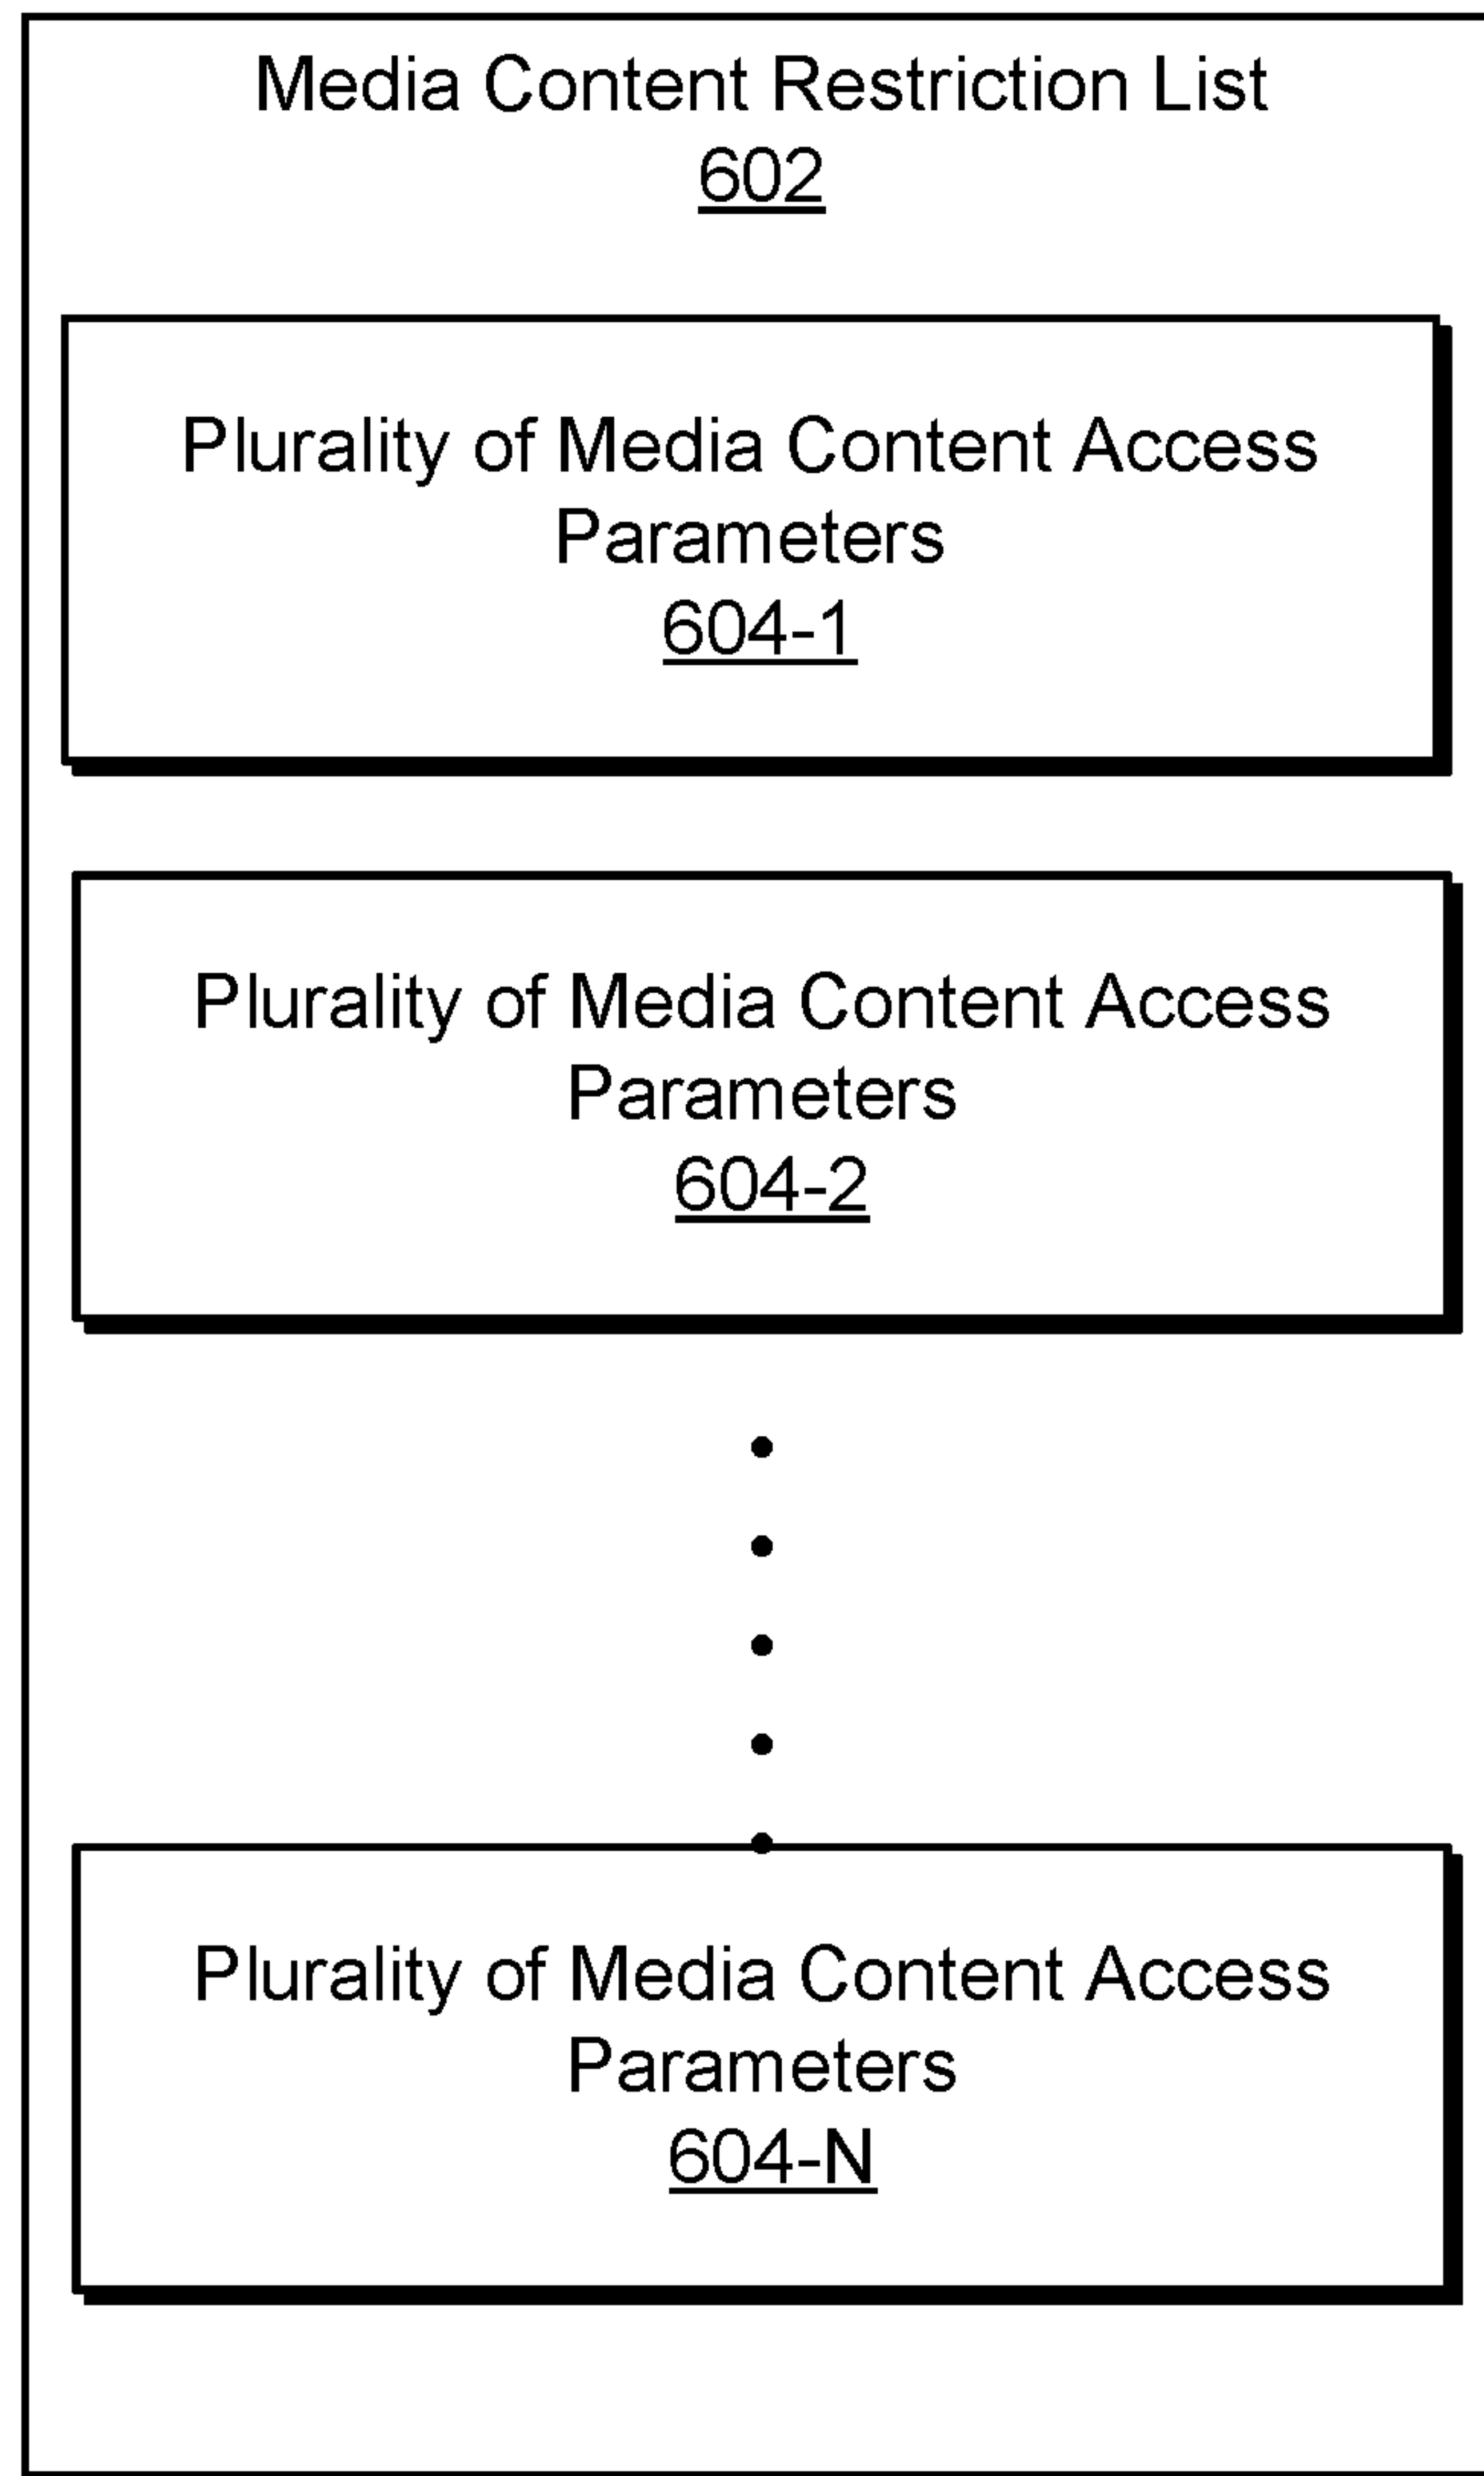 Media Content Restriction List
602
Plurality of Media Content Access
Parameters
604-1
Plurality of Media Content Access
Parameters
604-2
Plurality of Media Content Access
Parameters
604-N